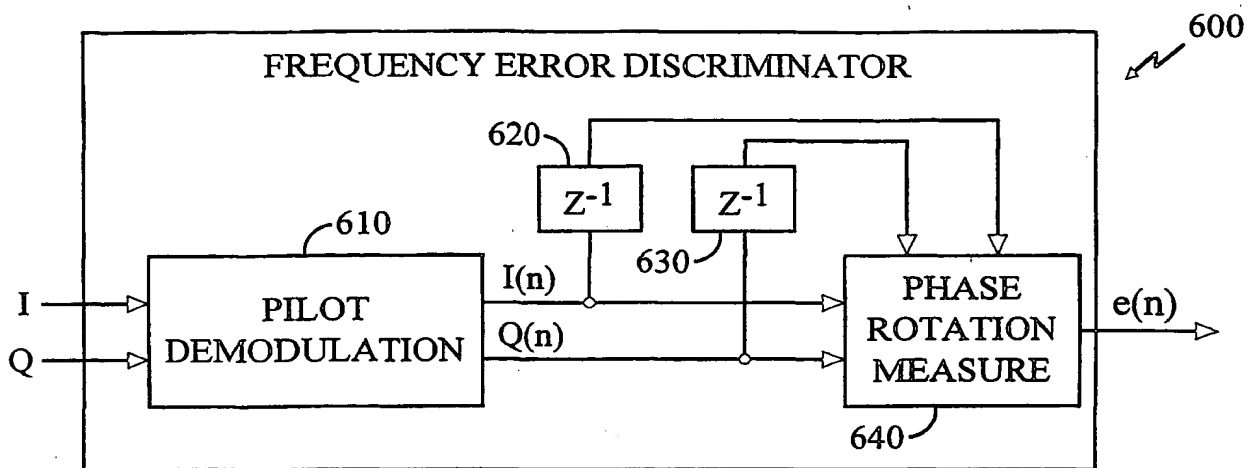 600
FREQUENCY ERROR DISCRIMINATOR
620
Z-1
Z-1
610
630
I
Q
PILOT
DEMODULATION
I(n)
Q(n)
PHASE
ROTATION
MEASURE
e(n)
640